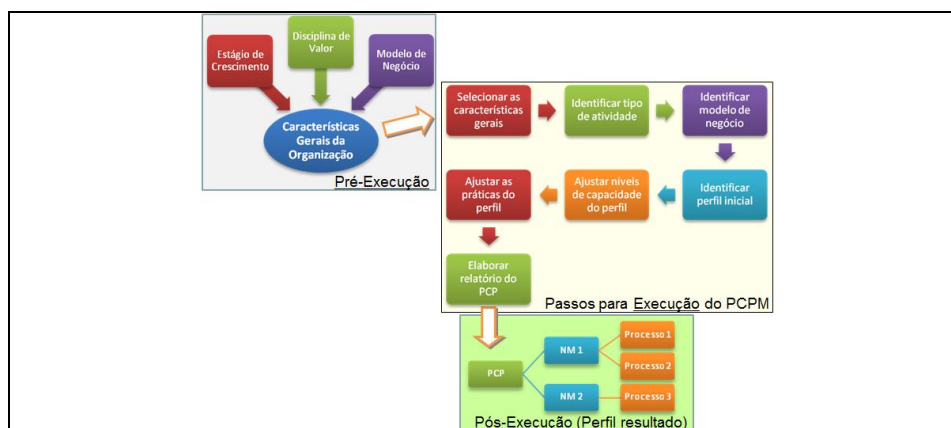 Estágio de
Crescimento
Disciplina de
Valor
Modelo de
Negócio
Características
Gerais da
Organização
Pré-Execução
Selecionar as
características
gerais
Identificar tipo
de atividade
Identificar
modelo de
negócio
Identificar
perfil inicial
Ajustar níveis
de capacidade
do perfil
Ajustar as
práticas do
perfil
Elaborar
relatório do
PCP
Passos para Execução do PCPM
PCP
NM 1
NM 2
Processo 1
Processo 2
Processo 3
Pós-Execução (Perfil resultado)